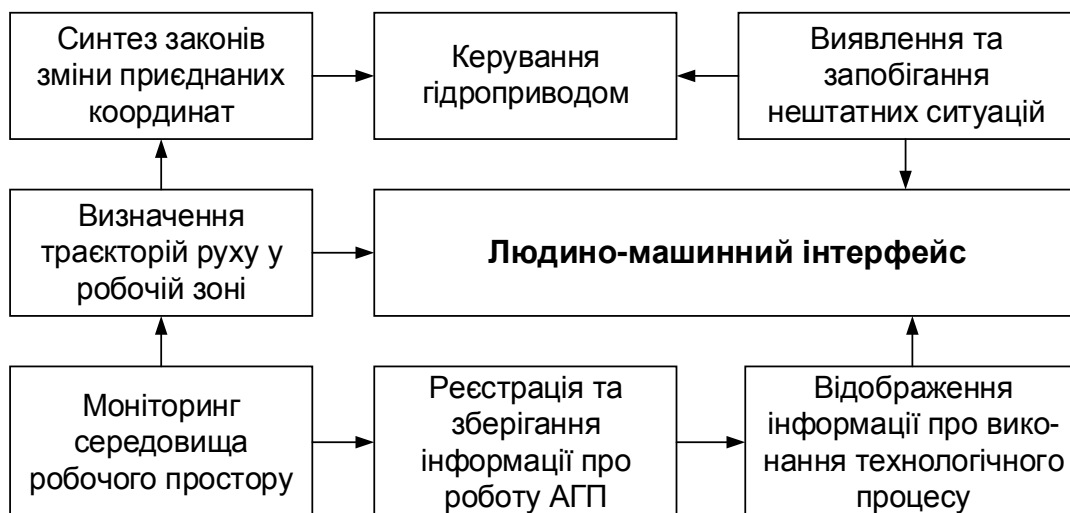 Синтез законів
зміни приєднаних
координат
Керування
гідроприводом
Виявлення та
запобігання
нештатних ситуацій
Визначення
траєкторій руху у
робочій зоні
Людино-машинний інтерфейс
Моніторинг
середовища
робочого простору
Реєстрація та
зберігання
інформації про
роботу АГП
Відображення
інформації про вико-
нання технологічного
процесу